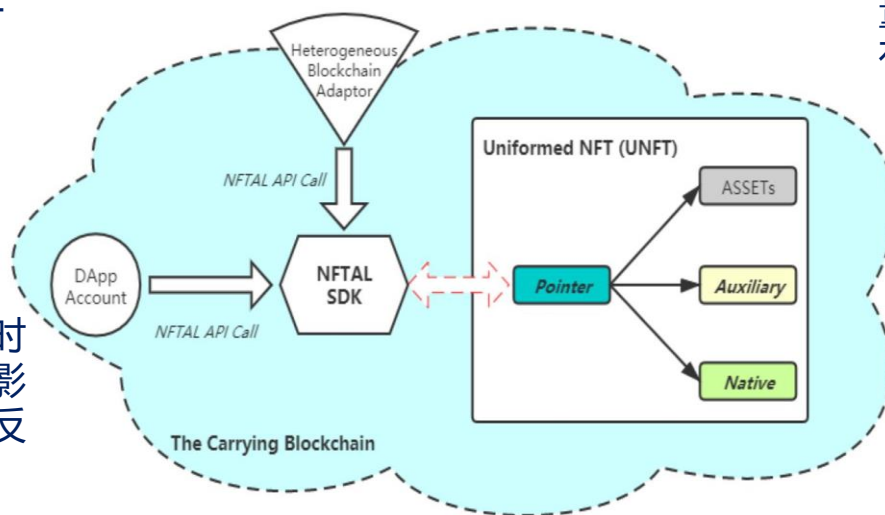 Heterogeneous
Blockchain
Adaptor
NFTAL API Call
Uniformed NFT (UNFT)
ASSETs
DApp
Account
NFTAL
SDK
Pointer
Auxiliary
NFTAL API Call
时
影
反
Native
The Carrying Blockchain